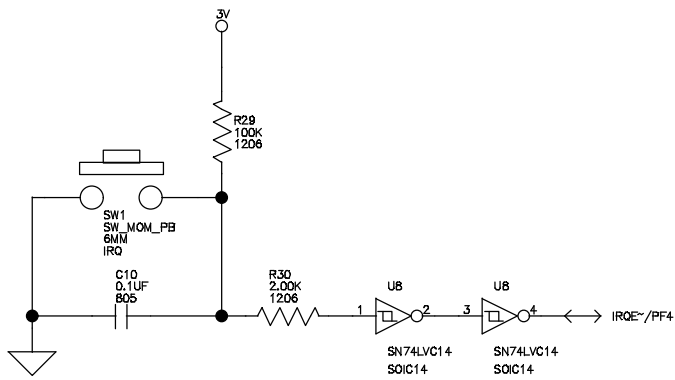 3V
R29
100K
1206
SW1
SW_MOM_PB
6MM
IRQ
C10
0.1UF
805
R30
2.00K
1206
U8
1
2
SN74LVC14
SOIC14
U8
3
4
SN74LVC14
SOIC14
IRQE~/PF4